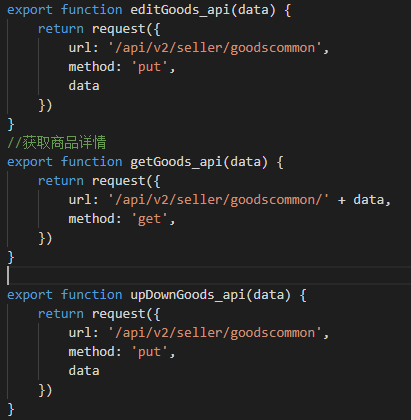 export function editGoods_api(data) {
    return request({
        url: '/api/v2/seller/goodscommon',
        method: 'put',
        data
    })
}
//获取商品详情
export function getGoods_api(data) {
    return request({
        url: '/api/v2/seller/goodscommon/' + data,
        method: 'get',
    })
}
export function upDownGoods_api(data) {
    return request({
        url: '/api/v2/seller/goodscommon',
        method: 'put',
        data
    })
}